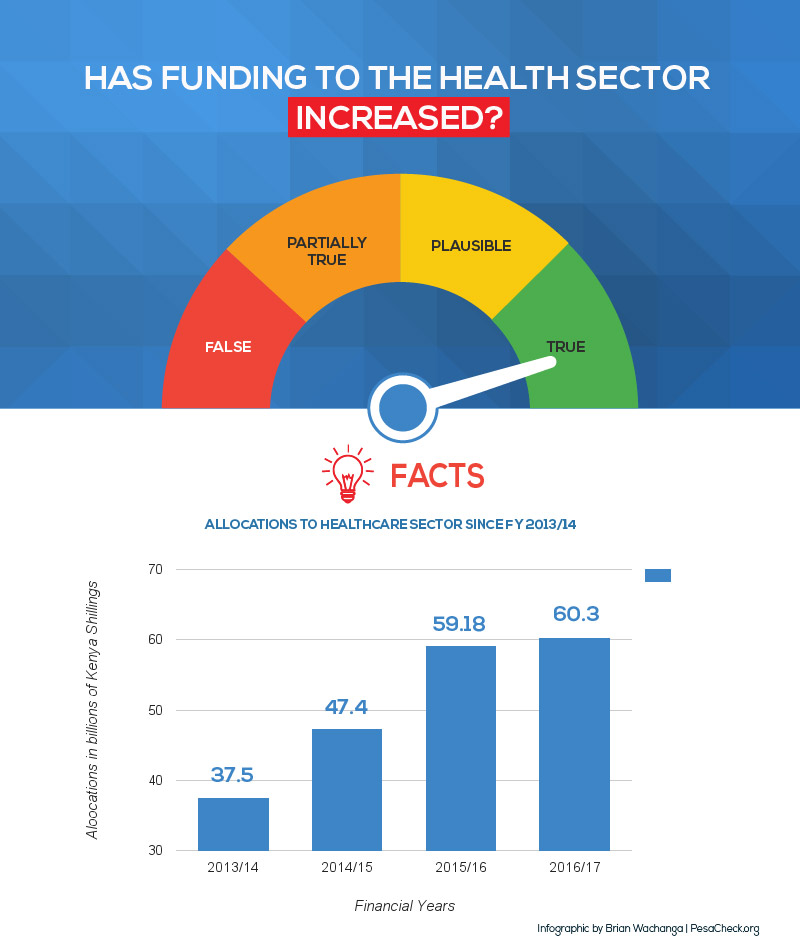 HAS FUNDING TO THE HEALTH SECTOR
INCREASED?
FALSE
PARTIALLY
TRUE
PLAUSIBLE
TRUE
FACTS
ALLOCATIONS TO HEALTHCARE SECTOR SINCE FY 2013/14
Aloocations in billions of Kenya Shillings
70
60
50
40
30
37.5
47.4
59.18
60.3
2013/14
2014/15
2015/16
2016/17
Financial Years
Infographic by Brian Wachanga | PesaCheck.org